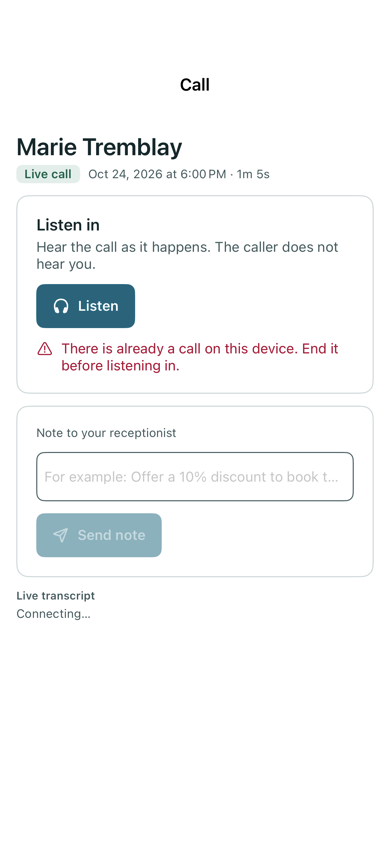 Call
Marie Tremblay
Live call Oct 24, 2026 at 6:00 PM · 1m 5s
Listen in
Hear the call as it happens. The caller does not
hear you.
Listen
There is already a call on this device. End it
before listening in.
Note to your receptionist
For example: Offer a 10% discount to book t...
Send note
Live transcript
Connecting...